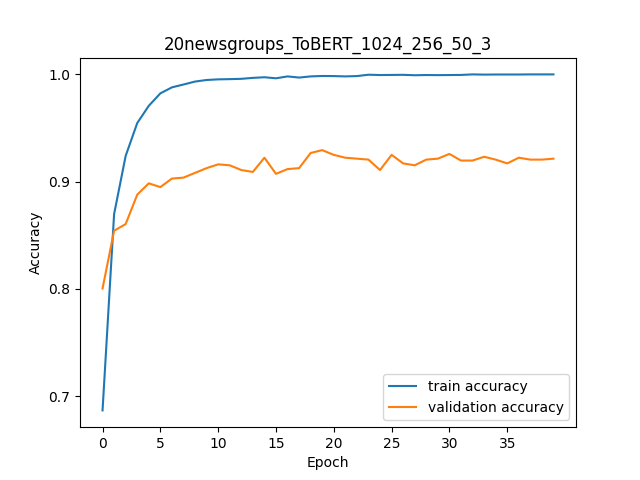 20newsgroups_ToBERT_1024_256_50_3
1.0
0.9
0.8
0.7
Accuracy
0 5 10 15 20 25 30 35
Epoch
train accuracy
validation accuracy